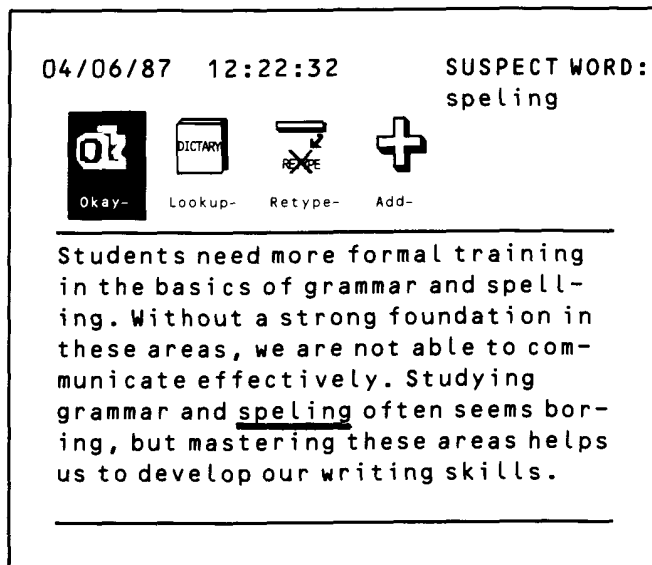 04/06/87 12:22:32 SUSPECT WORD:
speling
Ok DICTARY RETYPE
Okay- Lookup- Retype- Add-
Students need more formal training
in the basics of grammar and spell-
ing. Without a strong foundation in
these areas, we are not able to com-
municate effectively. Studying
grammar and speling often seems bor-
ing, but mastering these areas helps
us to develop our writing skills.